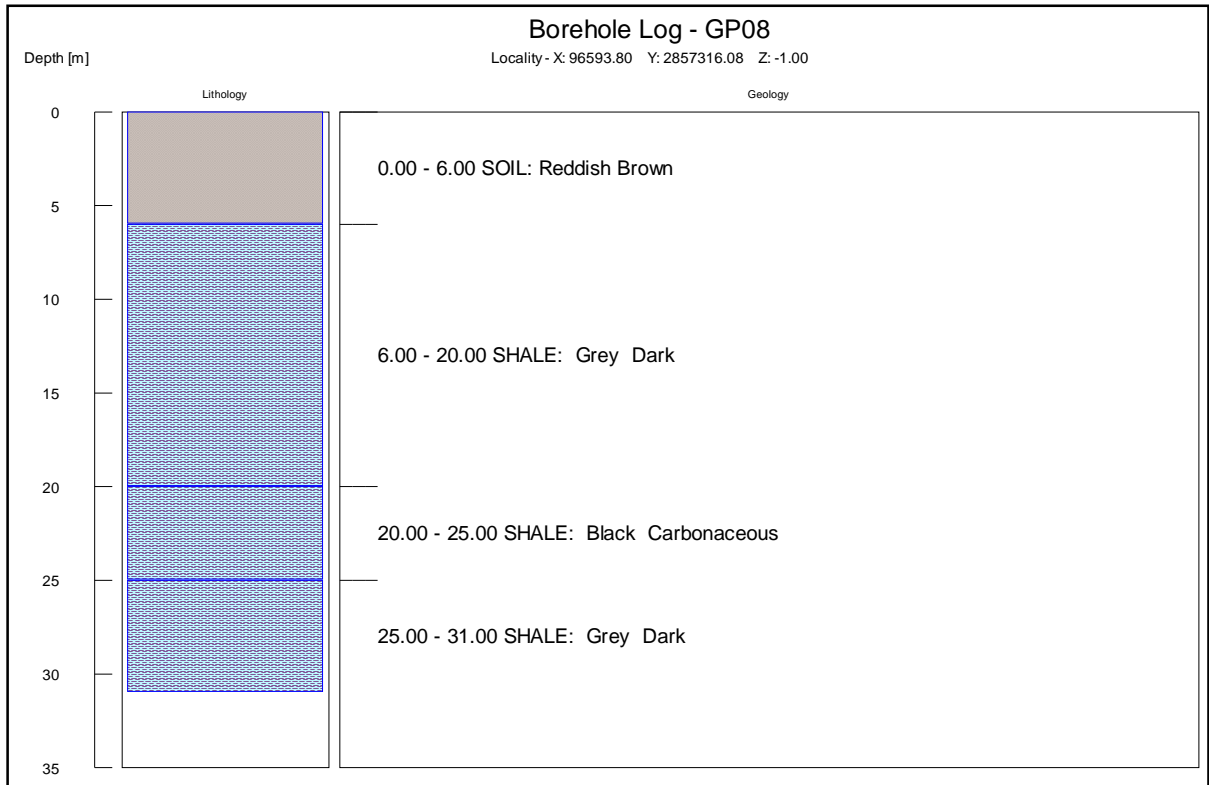 Borehole Log - GP08
Depth [m]
Locality - X: 96593.80 Y: 2857316.08 Z: -1.00
Lithology
Geology
0
0.00 - 6.00 SOIL: Reddish Brown
5
10
6.00 - 20.00 SHALE: Grey Dark
15
20
20.00 - 25.00 SHALE: Black Carbonaceous
25
25.00 - 31.00 SHALE: Grey Dark
30
35